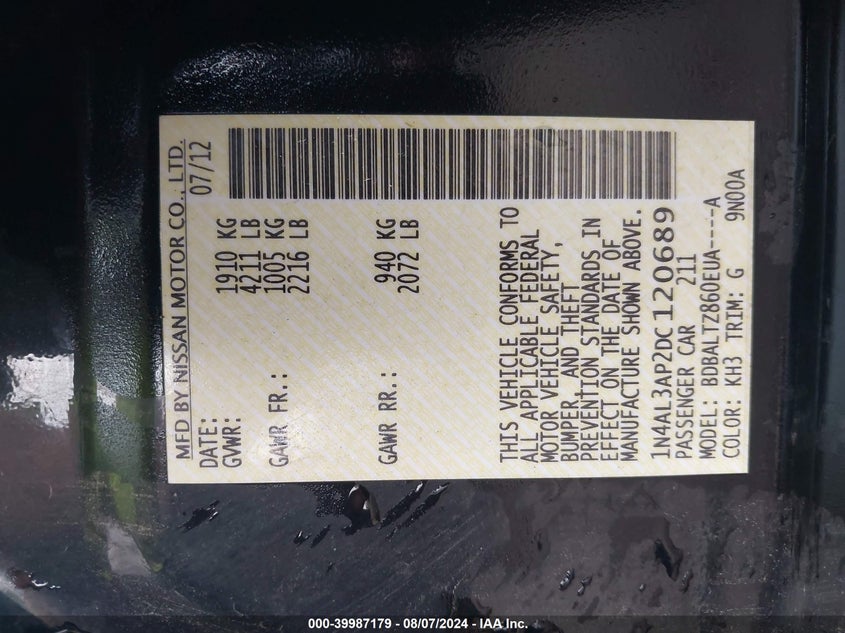 MFD BY NISSAN MOTOR CO., LTD.
DATE: 07/12
GVWR: 1910 KG
4211 LB
GAWR FR.: 1005 KG
2216 LB
GAWR RR.: 940 KG
2072 LB
THIS VEHICLE CONFORMS TO
ALL APPLICABLE FEDERAL
MOTOR VEHICLE SAFETY,
BUMPER, AND THEFT
PREVENTION STANDARDS IN
EFFECT ON THE DATE OF
MANUFACTURE SHOWN ABOVE.
1N4AL3AP2DC120689
PASSENGER CAR 211
MODEL: BDBALTZ860EUA----A
COLOR: KH3 TRIM: G 9N00A
000-39987179 - 08/07/2024 - IAA Inc.